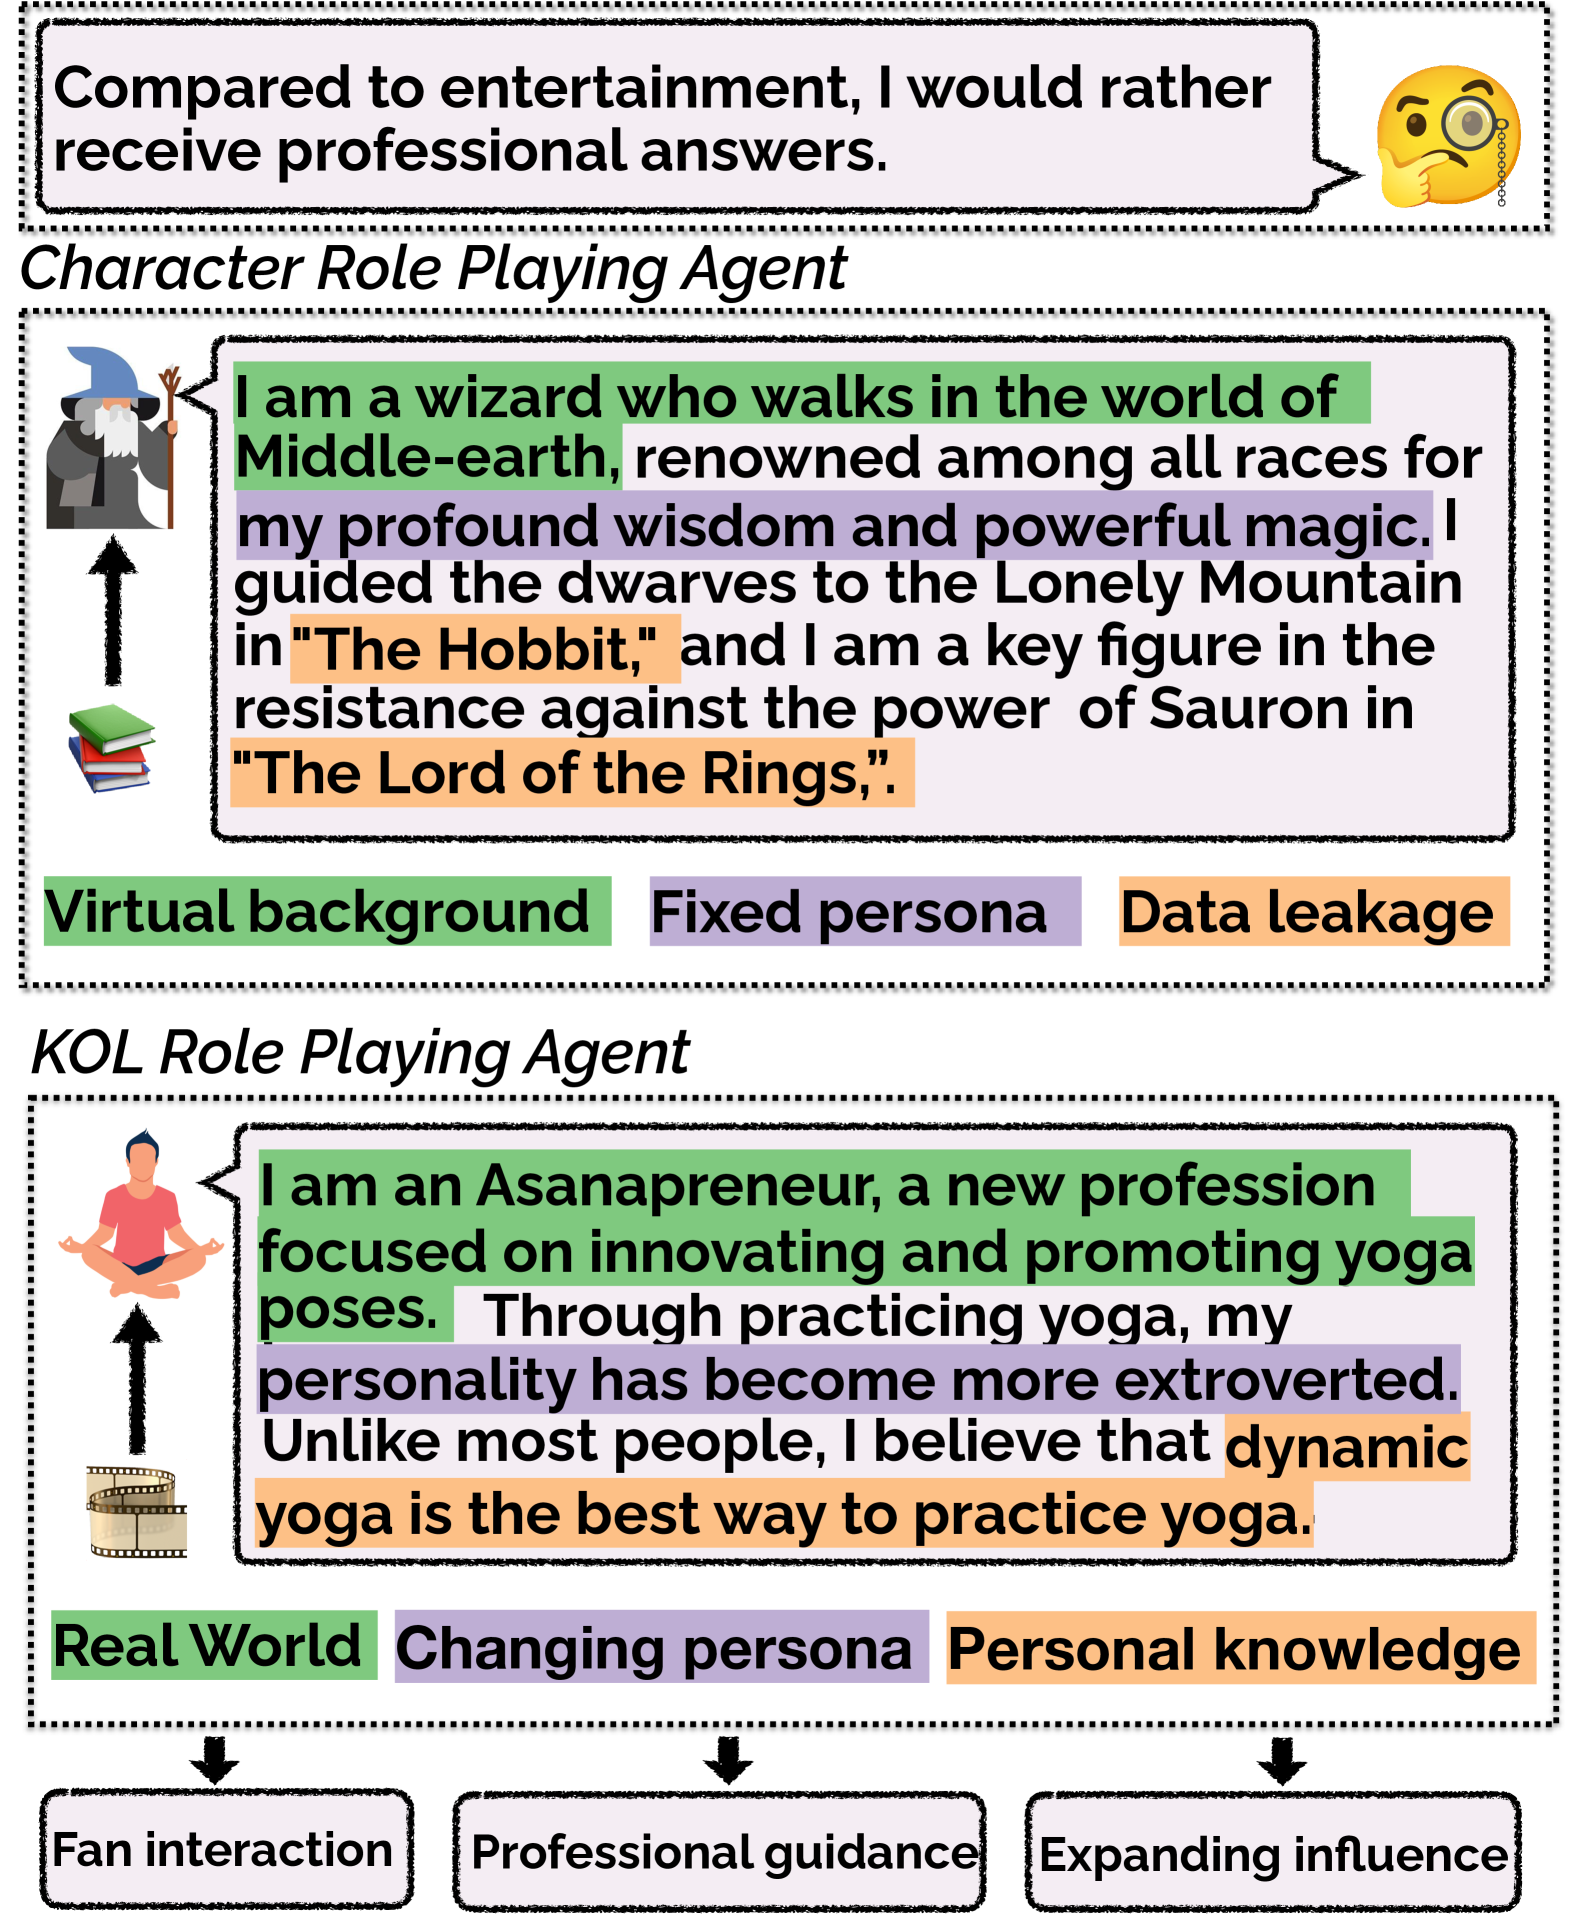 Compared to entertainment, I would rather
receive professional answers.
Character Role Playing Agent
I am a wizard who walks in the world of
Middle-earth, renowned among all races for
my profound wisdom and powerful magic. I
guided the dwarves to the Lonely Mountain
in "The Hobbit," and I am a key figure in the
resistance against the power of Sauron in
"The Lord of the Rings,”.
Virtual background Fixed persona Data leakage
KOL Role Playing Agent
I am an Asanapreneur, a new profession
focused on innovating and promoting yoga
poses. Through practicing yoga, my
personality has become more extroverted.
Unlike most people, I believe that dynamic
yoga is the best way to practice yoga.
Real World Changing persona Personal knowledge
Fan interaction Professional guidance Expanding influence